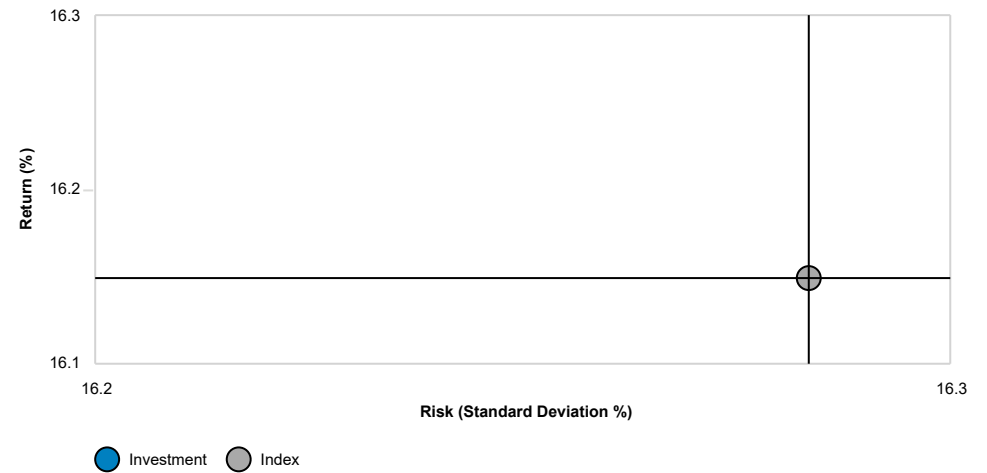 16.3
Return (%)
16.2
16.1
16.2
16.3
Risk (Standard Deviation %)
Investment
Index